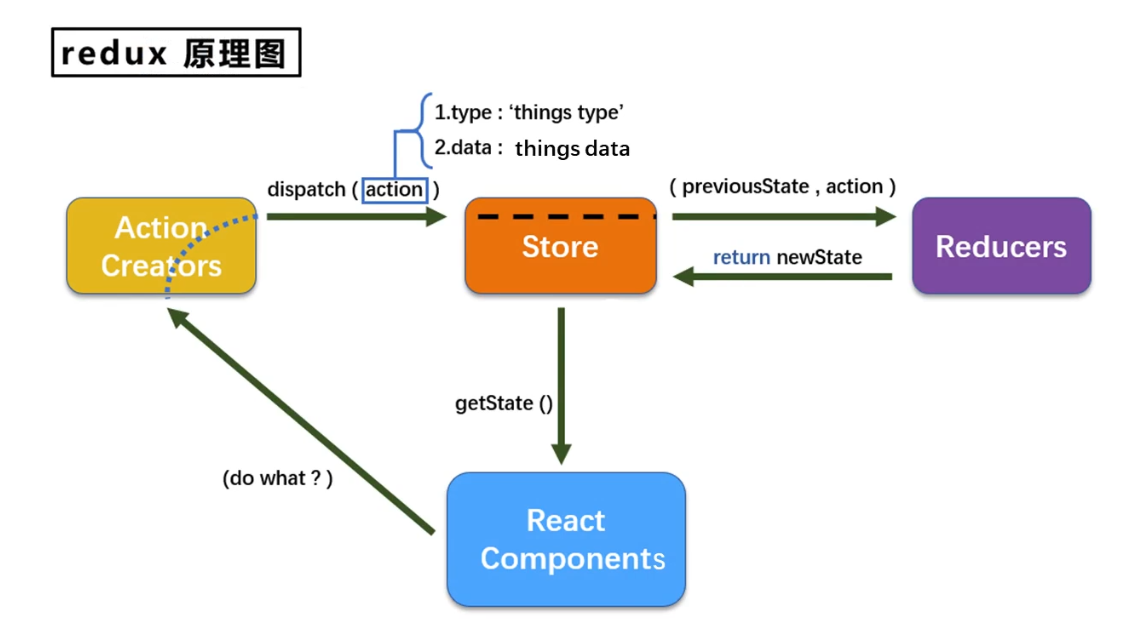 redux 原理图
1.type : ‘things type’
2.data : things data
dispatch ( action )
( previousState , action )
Action
Creators
Store
return newState
Reducers
getState ()
(do what ? )
React
Components